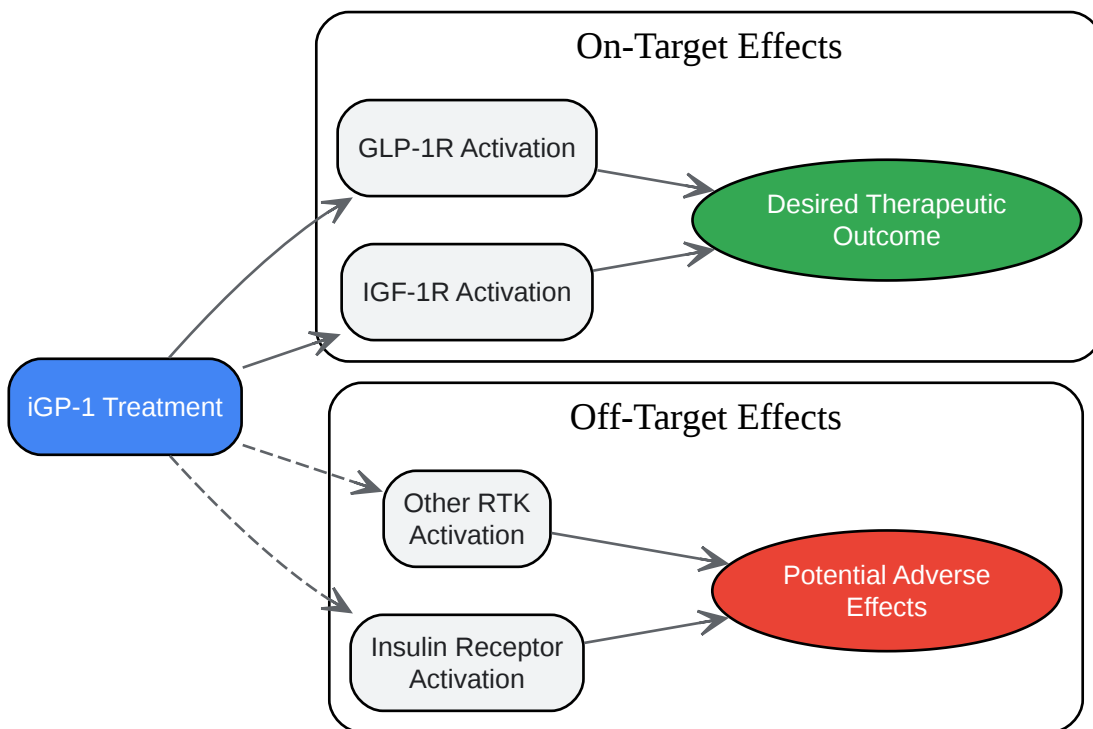 On-Target Effects
GLP-1R Activation
Desired Therapeutic
Outcome
IGF-1R Activation
iGP-1 Treatment
Off-Target Effects
Other RTK
Activation
Potential Adverse
Effects
Insulin Receptor
Activation